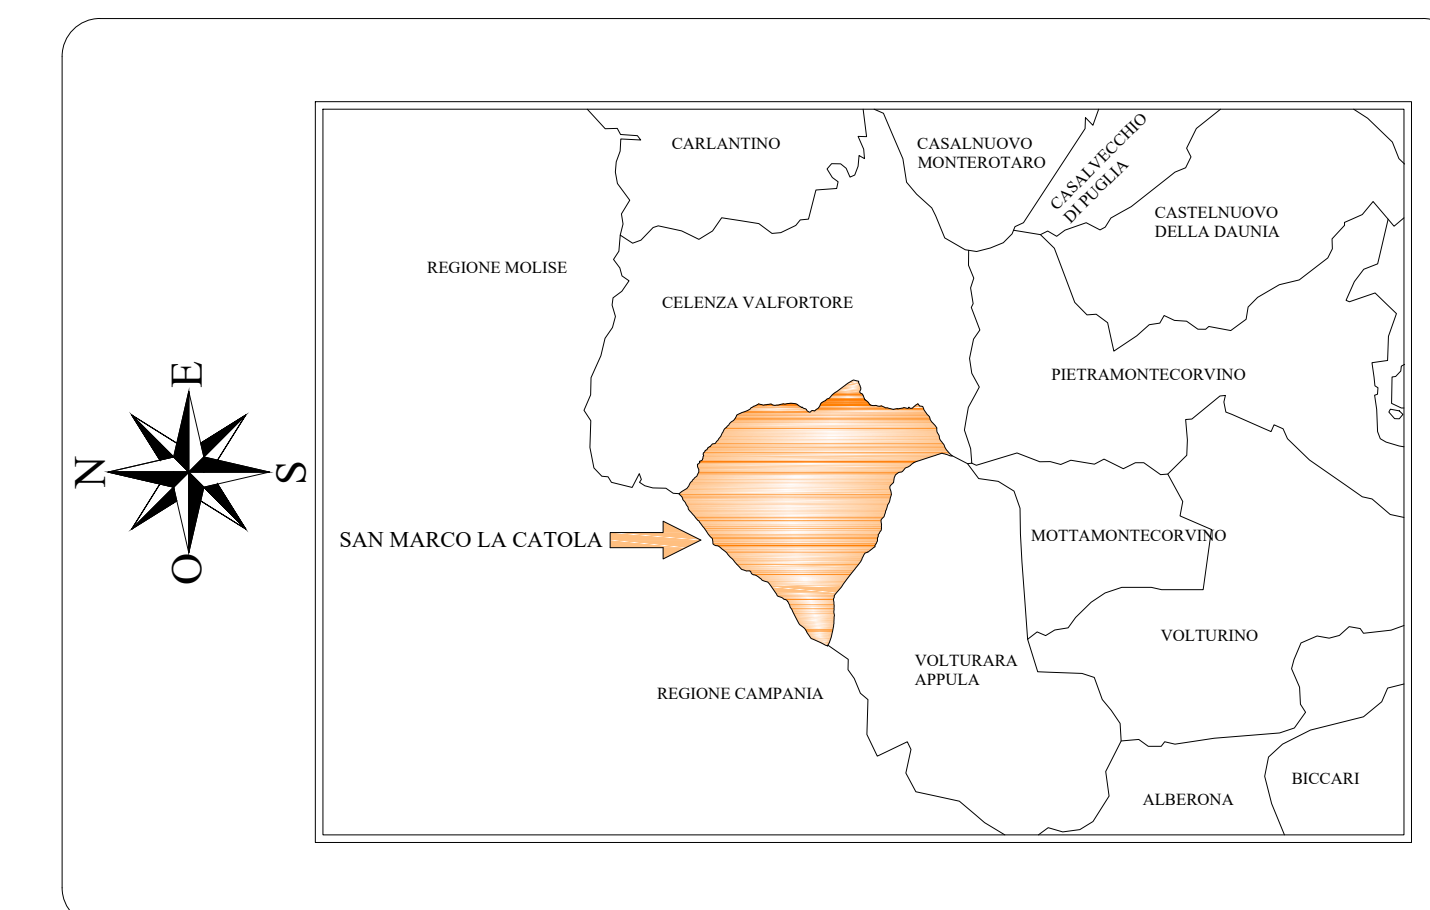 CARLANTINO
CASALNUOVO
MONTEROTARO
CASALVECCHIO
DI PUGLIA
CASTELNUOVO
DELLA DAUNIA
REGIONE MOLISE
CELENZA VALFORTORE
PIETRAMONTECORVINO
E
N
S
O
SAN MARCO LA CATOLA
MOTTAMONTECORVINO
VOLTURINO
VOLTURARA
APPULA
REGIONE CAMPANIA
BICCARI
ALBERONA